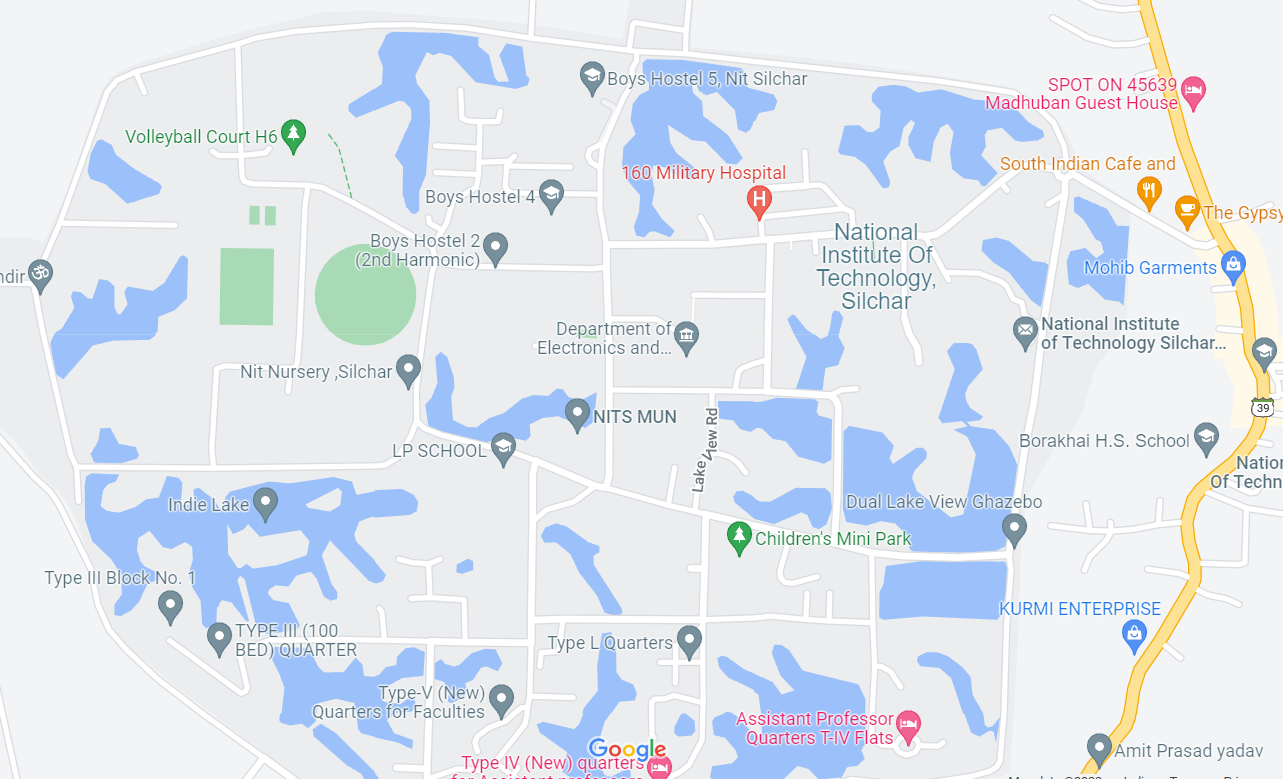 Boys Hostel 5, Nit Silchar
SPOT ON 45639
Madhuban Guest House
Volleyball Court H6
160 Military Hospital
H
South Indian Cafe and
Boys Hostel 4
The Gypsy
National
Institute Of
Technology,
Silchar
Boys Hostel 2
(2nd Harmonic)
Mohib Garments
ndir
National Institute
of Technology Silchar...
Department of
Electronics and...
Nit Nursery ,Silchar
39
NITS MUN
Lake View Rd
LP SCHOOL
Borakhai H.S. School
Nation
Of Techn
Indie Lake
Dual Lake View Ghazebo
Children's Mini Park
Type III Block No. 1
KURMI ENTERPRISE
TYPE III (100
BED) QUARTER
Type L Quarters
Type-V (New)
Quarters for Faculties
Assistant Professor
Quarters T-IV Flats
Google
Amit Prasad yadav
Type IV (New) quarters
for Assistant professors